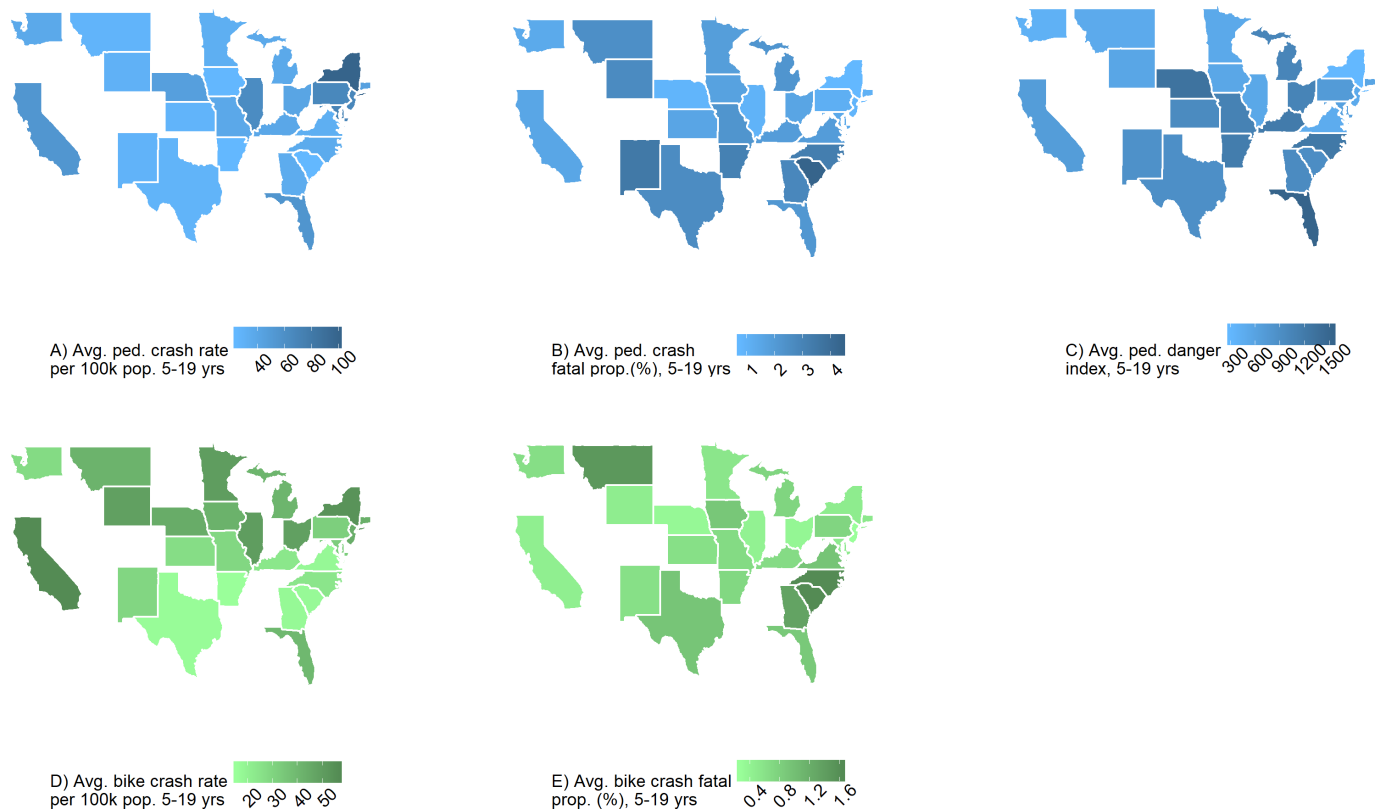 A) Avg. ped. crash rate
per 100k pop. 5-19 yrs
40 60 80 100
B) Avg. ped. crash
fatal prop.(%), 5-19 yrs
1 2 3 4
C) Avg. ped. danger
index, 5-19 yrs
300 600 900 1200 1500
D) Avg. bike crash rate
per 100k pop. 5-19 yrs
20 30 40 50
E) Avg. bike crash fatal
prop. (%), 5-19 yrs
0.4 0.8 1.2 1.6